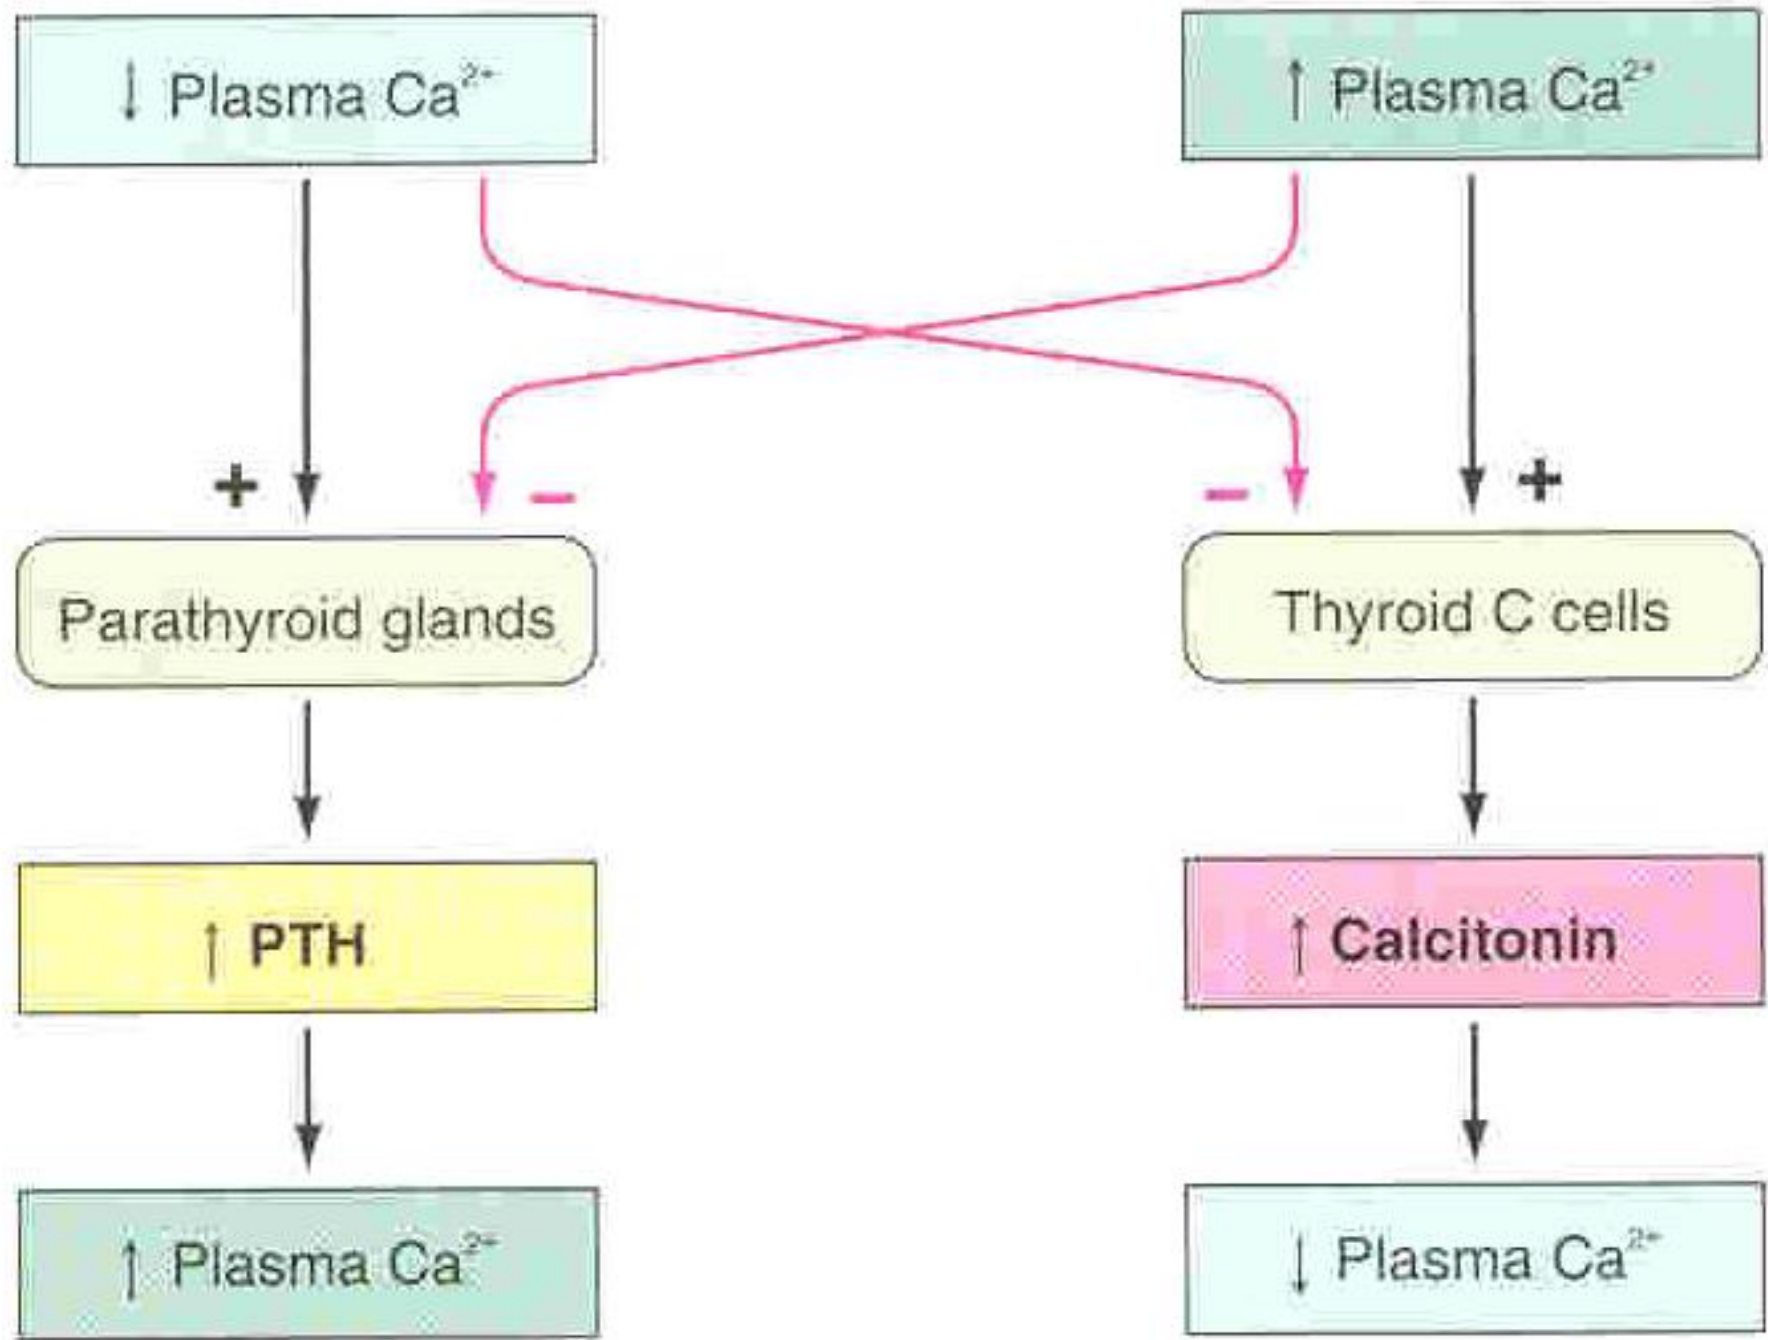 ↓ Plasma Ca²⁺
↑ Plasma Ca²⁺
+
−
−
+
Parathyroid glands
Thyroid C cells
↑ PTH
↑ Calcitonin
↑ Plasma Ca²⁺
↓ Plasma Ca²⁺